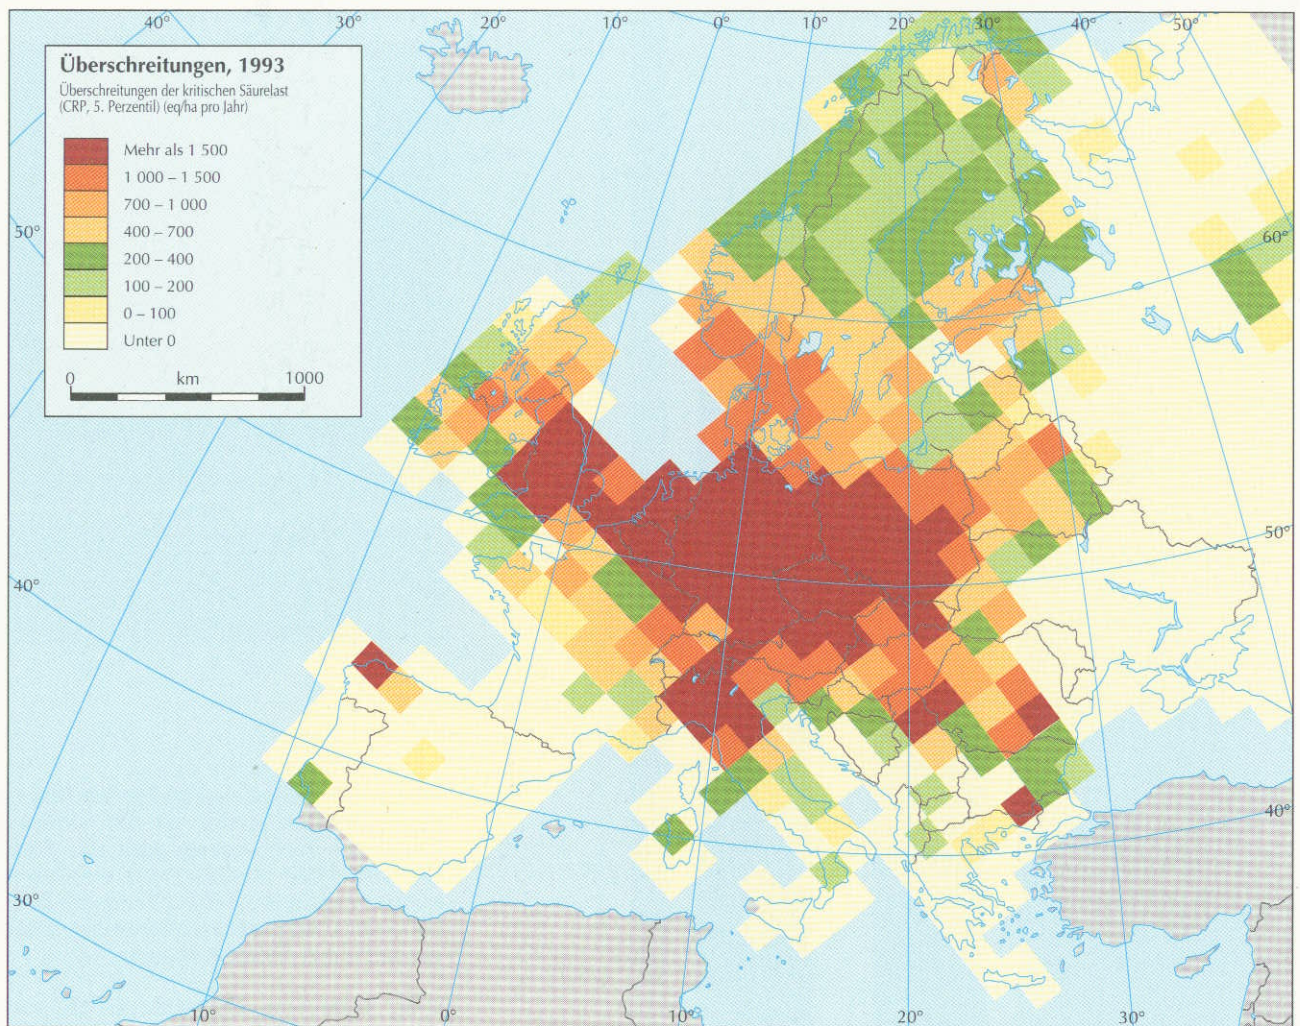 40°
30°
20°
10°
0°
10°
20°
30°
40°
50°
Überschreitungen, 1993
Überschreitungen der kritischen Säurelast
(CRP, 5. Perzentil) (eq/ha pro Jahr)
Mehr als 1 500
1 000 – 1 500
700 – 1 000
400 – 700
200 – 400
100 – 200
0 – 100
Unter 0
0 km 1000
50°
60°
50°
40°
40°
30°
10°
0°
10°
20°
30°